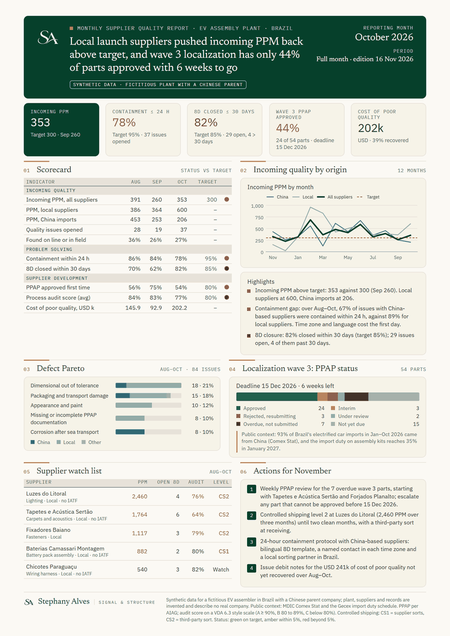 SA
MONTHLY SUPPLIER QUALITY REPORT · EV ASSEMBLY PLANT · BRAZIL
Local launch suppliers pushed incoming PPM back
above target, and wave 3 localization has only 44%
of parts approved with 6 weeks to go
SYNTHETIC DATA · FICTITIOUS PLANT WITH A CHINESE PARENT
REPORTING MONTH
October 2026
PERIOD
Full month · edition 16 Nov 2026
INCOMING PPM
353
Target 300 · Sep 260
CONTAINMENT ≤ 24 H
78%
Target 95% · 37 issues
opened
8D CLOSED ≤ 30 DAYS
82%
Target 85% · 29 open, 4 >
30 days
WAVE 3 PPAP
APPROVED
44%
24 of 54 parts · deadline
15 Dec 2026
COST OF POOR
QUALITY
202k
USD · 39% recovered
01 Scorecard STATUS VS TARGET
INDICATOR AUG SEP OCT TARGET
INCOMING QUALITY
Incoming PPM, all suppliers 391 260 353 300
PPM, local suppliers 386 364 600 –
PPM, China imports 453 253 206 –
Quality issues opened 28 19 37 –
Found on line or in field 36% 26% 27% –
PROBLEM SOLVING
Containment within 24 h 86% 84% 78% 95%
8D closed within 30 days 70% 62% 82% 85%
SUPPLIER DEVELOPMENT
PPAP approved first time 56% 75% 54% 80%
Process audit score (avg) 84% 83% 77% 80%
Cost of poor quality, USD k 145.9 92.9 202.2 –
02 Incoming quality by origin 12 MONTHS
Incoming PPM by month
China Local All suppliers Target
1,000
750
500
250
0
Nov Jan Mar May Jul Sep
Highlights
Incoming PPM above target: 353 against 300 (Sep 260). Local
suppliers at 600, China imports at 206.
Containment gap: over Aug–Oct, 67% of issues with China-
based suppliers were contained within 24 h, against 89% for
local suppliers. Time zone and language cost the first day.
8D closure: 82% closed within 30 days (target 85%); 29 issues
open, 4 of them past 30 days.
03 Defect Pareto AUG–OCT · 84 ISSUES
Dimensional out of tolerance 18 · 21%
Packaging and transport damage 15 · 18%
Appearance and paint 10 · 12%
Missing or incomplete PPAP
documentation
8 · 10%
Corrosion after sea transport 8 · 10%
China Local Other
04 Localization wave 3: PPAP status 54 PARTS
Deadline 15 Dec 2026 · 6 weeks left
Approved 24 Interim 3
Rejected, resubmitting 3 Under review 2
Overdue, not submitted 7 Not yet due 15
Public context: 93% of Brazil's electrified car imports in Jan–Oct 2026 came
from China (Comex Stat), and the import duty on assembly kits reaches 35%
in January 2027.
05 Supplier watch list AUG–OCT
SUPPLIER PPM OPEN 8D AUDIT LEVEL
Luzes do Litoral 2,460 4 76% CS2
Lighting · Local · no IATF
Tapetes e Acústica Sertão 1,764 6 64% CS2
Carpets and acoustics · Local · no IATF
Fixadores Baiano 1,117 3 79% CS2
Fasteners · Local
Baterias Camassari Montagem 882 2 80% CS1
Battery pack assembly · Local · no IATF
Chicotes Paraguaçu 540 3 82% Watch
Wiring harness · Local · no IATF
06 Actions for November
1 Weekly PPAP review for the 7 overdue wave 3 parts, starting
with Tapetes e Acústica Sertão and Forjados Planalto; escalate
any part that cannot be approved before 15 Dec 2026.
2 Controlled shipping level 2 at Luzes do Litoral (2,460 PPM over
three months) until two clean months, with a third-party sort
at receiving.
3 24-hour containment protocol with China-based suppliers:
bilingual 8D template, a named contact in each time zone and
a local sorting partner in Brazil.
4 Issue debit notes for the USD 241k of cost of poor quality not
yet recovered over Aug–Oct.
SA Stephany Alves | SIGNAL & STRUCTURE
Synthetic data for a fictitious EV assembler in Brazil with a Chinese parent company; plant, suppliers and records are
invented and describe no real company. Public context: MDIC Comex Stat and the Gecex import duty schedule. PPAP per
AIAG, audit score on a VDA 6.3 style scale (A ≥ 90%, B 80 to 89%, C below 80%). Controlled shipping: CS1 = supplier sorts,
CS2 = third-party sort. Status: green on target, amber within 5%, red beyond 5%.